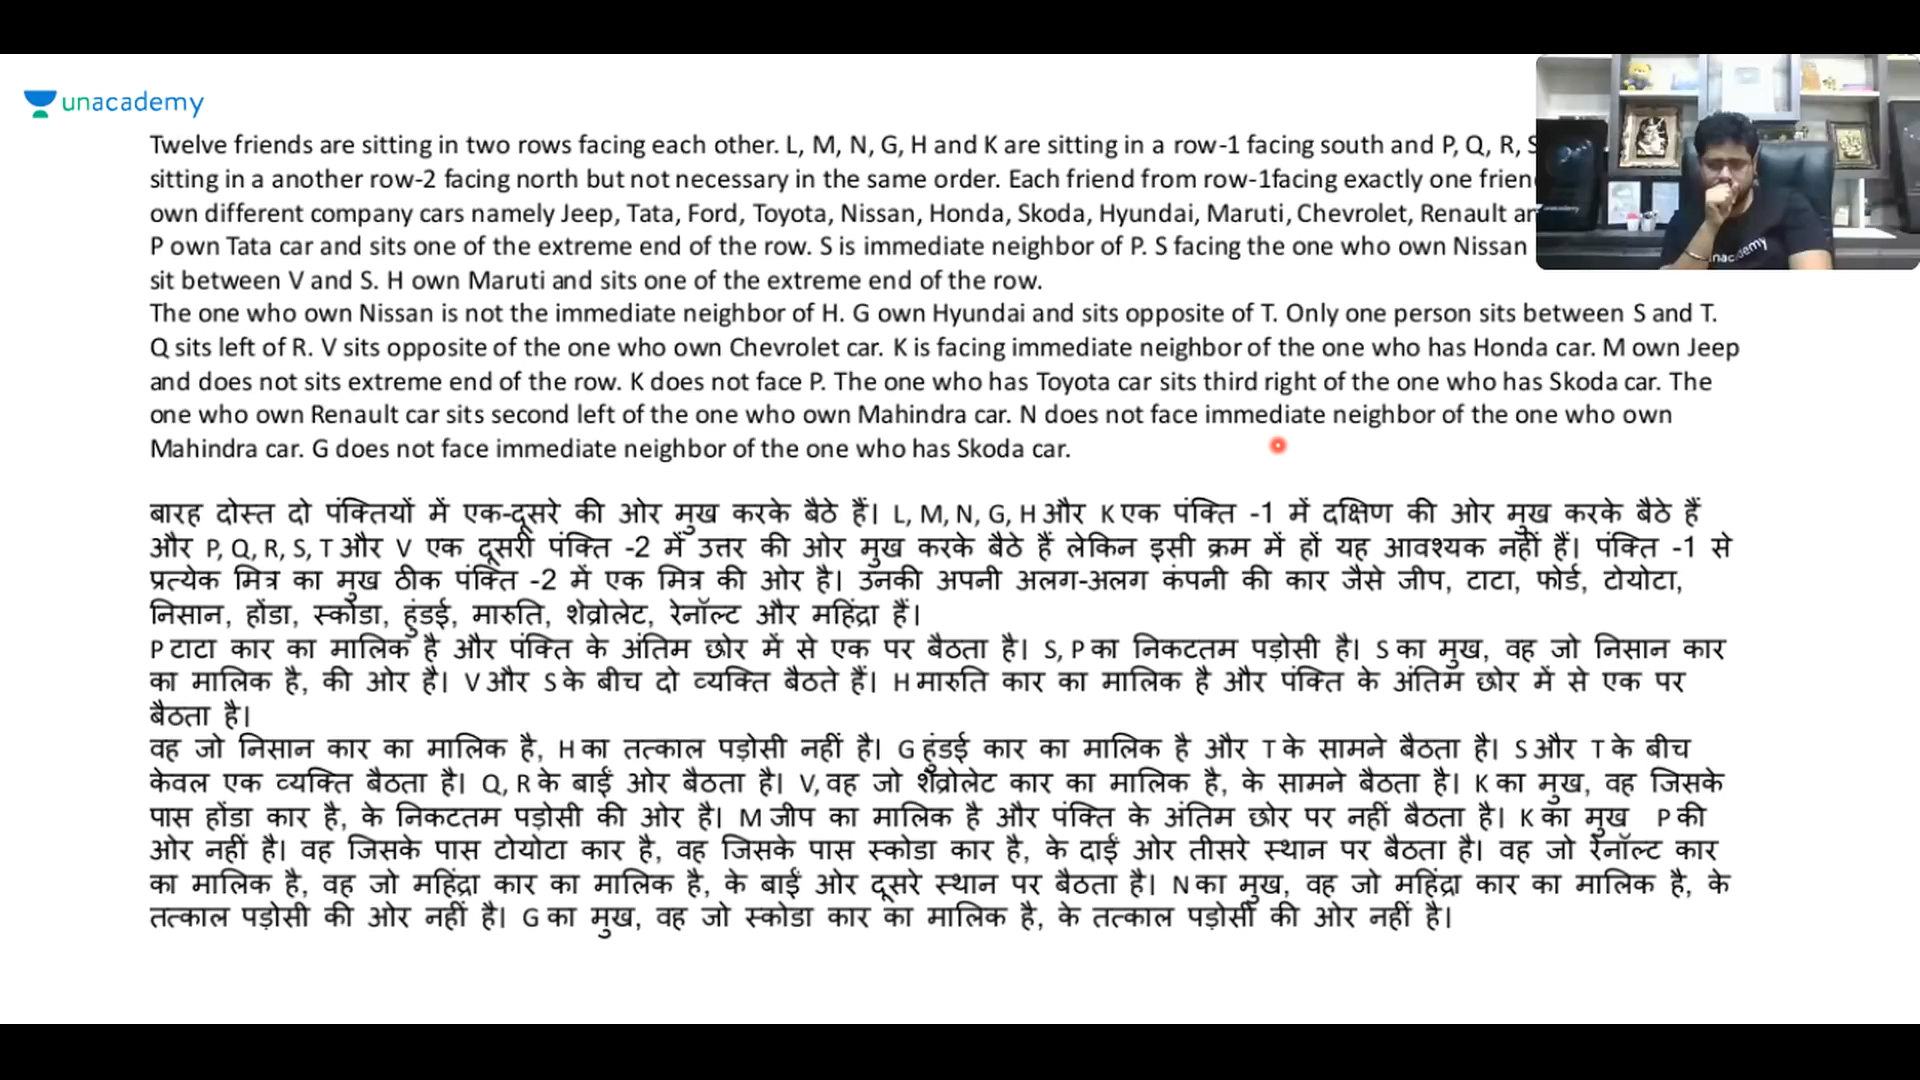 unacademy
Twelve friends are sitting in two rows facing each other. L, M, N, G, H and K are sitting in a row-1 facing south and P, Q, R, S
sitting in a another row-2 facing north but not necessary in the same order. Each friend from row-1facing exactly one frien
own different company cars namely Jeep, Tata, Ford, Toyota, Nissan, Honda, Skoda, Hyundai, Maruti, Chevrolet, Renault
P own Tata car and sits one of the extreme end of the row. S is immediate neighbor of P. S facing the one who own Nissan
sit between V and S. H own Maruti and sits one of the extreme end of the row.
The one who own Nissan is not the immediate neighbor of H. G own Hyundai and sits opposite of T. Only one person sits between S and T.
Q sits left of R. V sits opposite of the one who own Chevrolet car. K is facing immediate neighbor of the one who has Honda car. M own Jeep
and does not sits extreme end of the row. K does not face P. The one who has Toyota car sits third right of the one who has Skoda car. The
one who own Renault car sits second left of the one who own Mahindra car. N does not face immediate neighbor of the one who own
Mahindra car. G does not face immediate neighbor of the one who has Skoda car.
बारह दोस्त दो पंक्तियों में एक-दूसरे की ओर मुख करके बैठे हैं। L, M, N, G, H और K एक पंक्ति -1 में दक्षिण की ओर मुख करके बैठे हैं
और P, Q, R, S, T और V एक दूसरी पंक्ति -2 में उत्तर की ओर मुख करके बैठे हैं लेकिन इसी क्रम में हों यह आवश्यक नहीं हैं। पंक्ति -1 से
प्रत्येक मित्र का मुख ठीक पंक्ति -2 में एक मित्र की ओर है। उनकी अपनी अलग-अलग कंपनी की कार जैसे जीप, टाटा, फोर्ड, टोयोटा,
निसान, होंडा, स्कोडा, हुंडई, मारुति, शेव्रोलेट, रेनॉल्ट और महिंद्रा हैं।
P टाटा कार का मालिक है और पंक्ति के अंतिम छोर में से एक पर बैठता है। S, P का निकटतम पड़ोसी है। S का मुख, वह जो निसान कार
का मालिक है, की ओर है। V और S के बीच दो व्यक्ति बैठते हैं। H मारुति कार का मालिक है और पंक्ति के अंतिम छोर में से एक पर
बैठता है।
वह जो निसान कार का मालिक है, H का तत्काल पड़ोसी नहीं है। G हुंडई कार का मालिक है और T के सामने बैठता है। S और T के बीच
केवल एक व्यक्ति बैठता है। Q, R के बाईं ओर बैठता है। V, वह जो शेव्रोलेट कार का मालिक है, के सामने बैठता है। K का मुख, वह जिसके
पास होंडा कार है, के निकटतम पड़ोसी की ओर है। M जीप का मालिक है और पंक्ति के अंतिम छोर पर नहीं बैठता है। K का मुख P की
ओर नहीं है। वह जिसके पास टोयोटा कार है, वह जिसके पास स्कोडा कार है, के दाईं ओर तीसरे स्थान पर बैठता है। वह जो रेनॉल्ट कार
का मालिक है, वह जो महिंद्रा कार का मालिक है, के बाईं ओर दूसरे स्थान पर बैठता है। N का मुख, वह जो महिंद्रा कार का मालिक है, के
तत्काल पड़ोसी की ओर नहीं है। G का मुख, वह जो स्कोडा कार का मालिक है, के तत्काल पड़ोसी की ओर नहीं है।